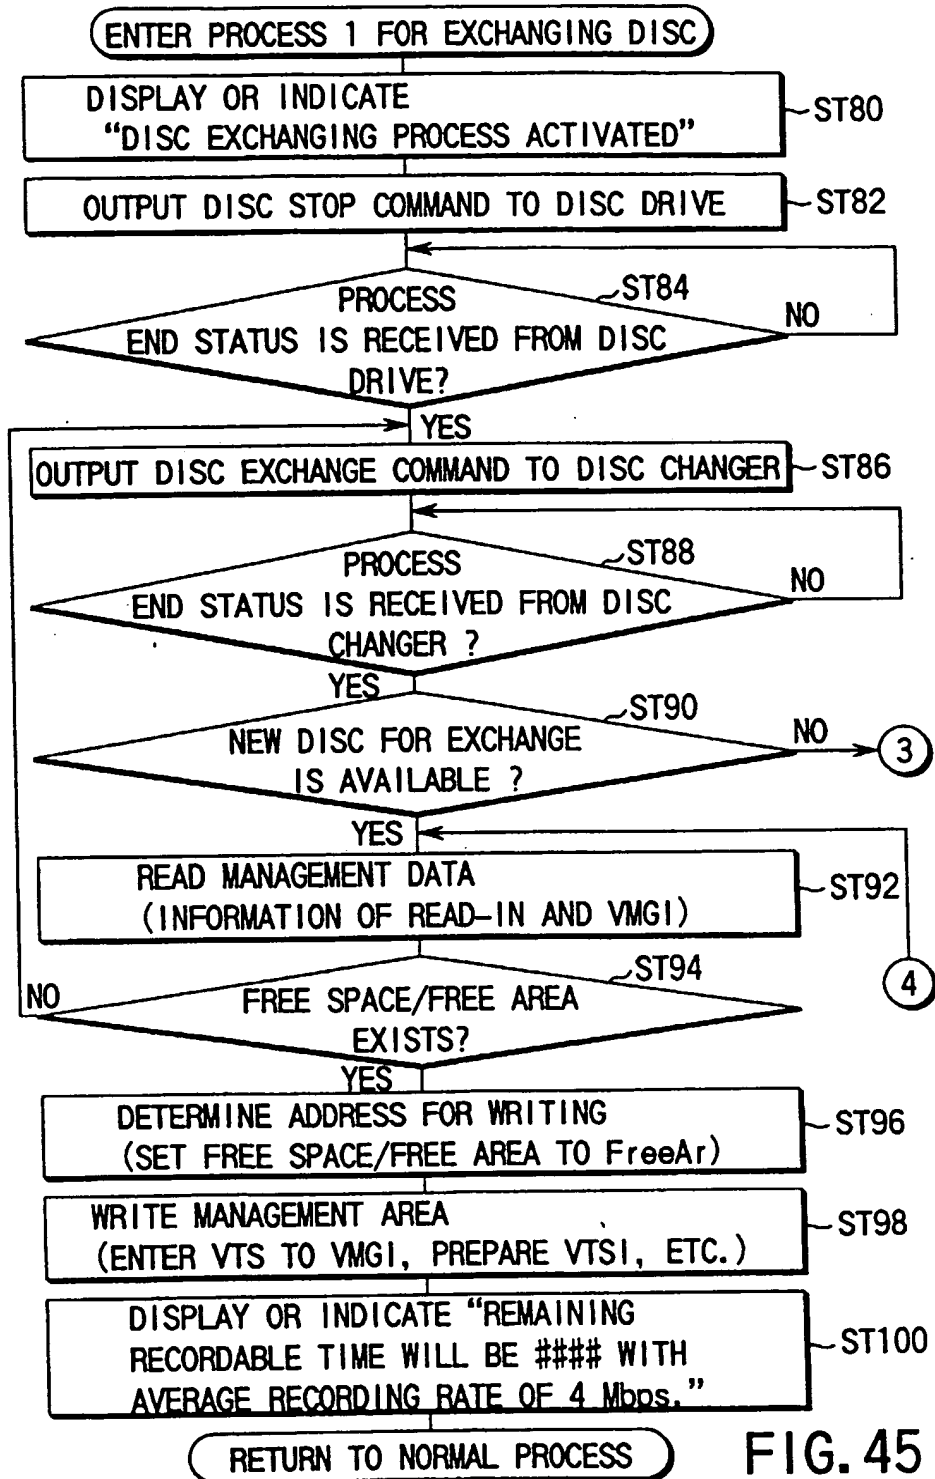 ENTER PROCESS 1 FOR EXCHANGING DISC
DISPLAY OR INDICATE
"DISC EXCHANGING PROCESS ACTIVATED"
ST80
OUTPUT DISC STOP COMMAND TO DISC DRIVE
ST82
ST84
PROCESS
END STATUS IS RECEIVED FROM DISC
DRIVE?
NO
YES
OUTPUT DISC EXCHANGE COMMAND TO DISC CHANGER
ST86
ST88
PROCESS
END STATUS IS RECEIVED FROM DISC
CHANGER ?
NO
YES
ST90
NEW DISC FOR EXCHANGE
IS AVAILABLE ?
NO
3
YES
READ MANAGEMENT DATA
(INFORMATION OF READ-IN AND VMGI)
ST92
ST94
4
NO
FREE SPACE/FREE AREA
EXISTS?
YES
DETERMINE ADDRESS FOR WRITING
(SET FREE SPACE/FREE AREA TO FreeAr)
ST96
WRITE MANAGEMENT AREA
(ENTER VTS TO VMGI, PREPARE VTSI, ETC.)
ST98
DISPLAY OR INDICATE "REMAINING
RECORDABLE TIME WILL BE #### WITH
AVERAGE RECORDING RATE OF 4 Mbps."
ST100
RETURN TO NORMAL PROCESS
FIG. 45